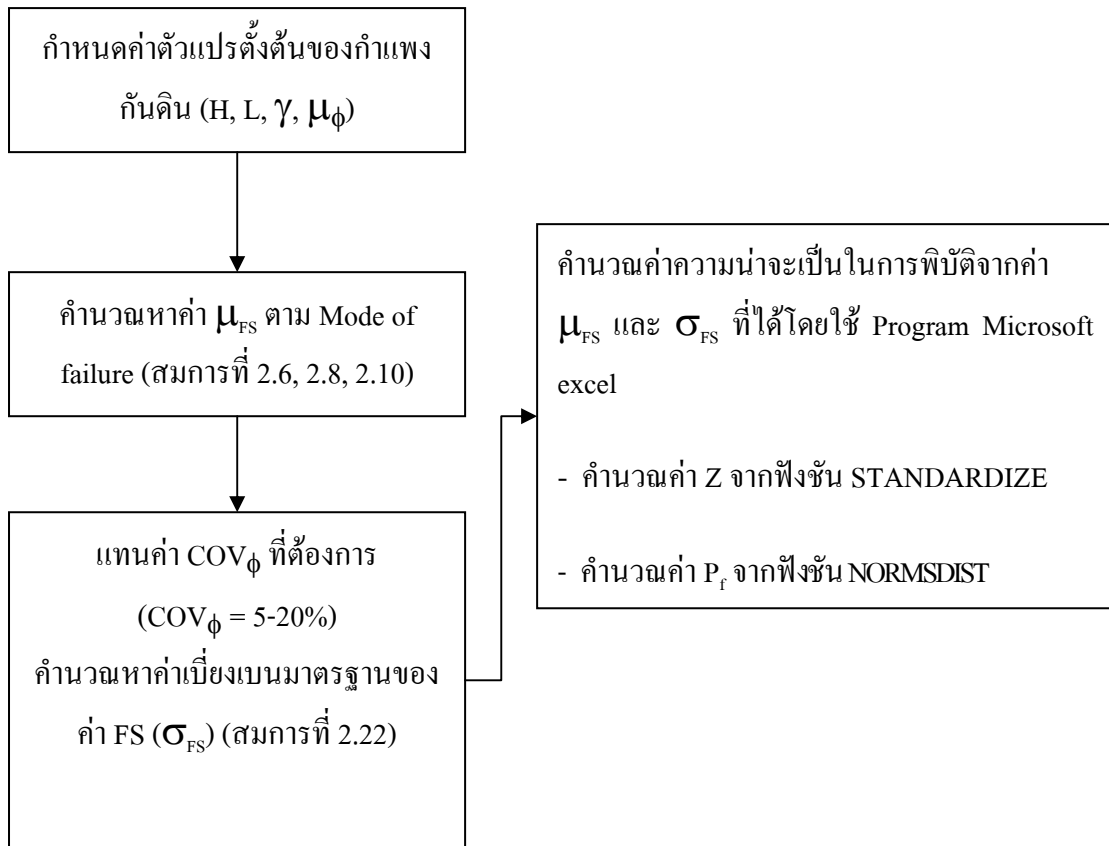 กำหนดค่าตัวแปรตั้งต้นของกำแพง
กันดิน (H, L, γ, μϕ)
คำนวณหาค่า μFS ตาม Mode of
failure (สมการที่ 2.6, 2.8, 2.10)
แทนค่า COVϕ ที่ต้องการ
(COVϕ = 5-20%)
คำนวณหาค่าเบี่ยงเบนมาตรฐานของ
ค่า FS (σFS) (สมการที่ 2.22)
คำนวณค่าความน่าจะเป็นในการพิบัติจากค่า
μFS และ σFS ที่ได้โดยใช้ Program Microsoft
excel
- คำนวณค่า Z จากฟังชัน STANDARDIZE
- คำนวณค่า Pf จากฟังชัน NORMSDIST